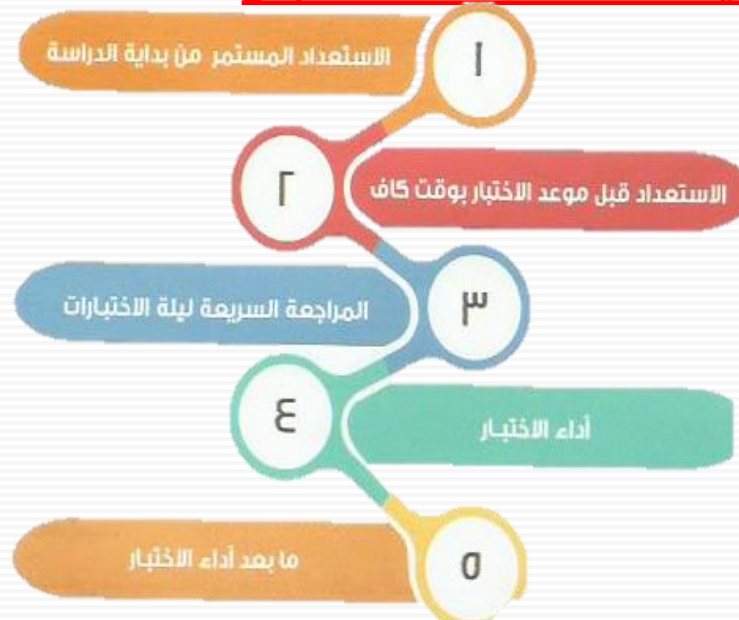 ١
الاستعداد المستمر من بداية الدراسة
٢
الاستعداد قبل موعد الاختبار بوقت كاف
٣
المراجعة السريعة ليلة الاختبارات
٤
أداء الاختبار
٥
ما بعد أداء الاختبار